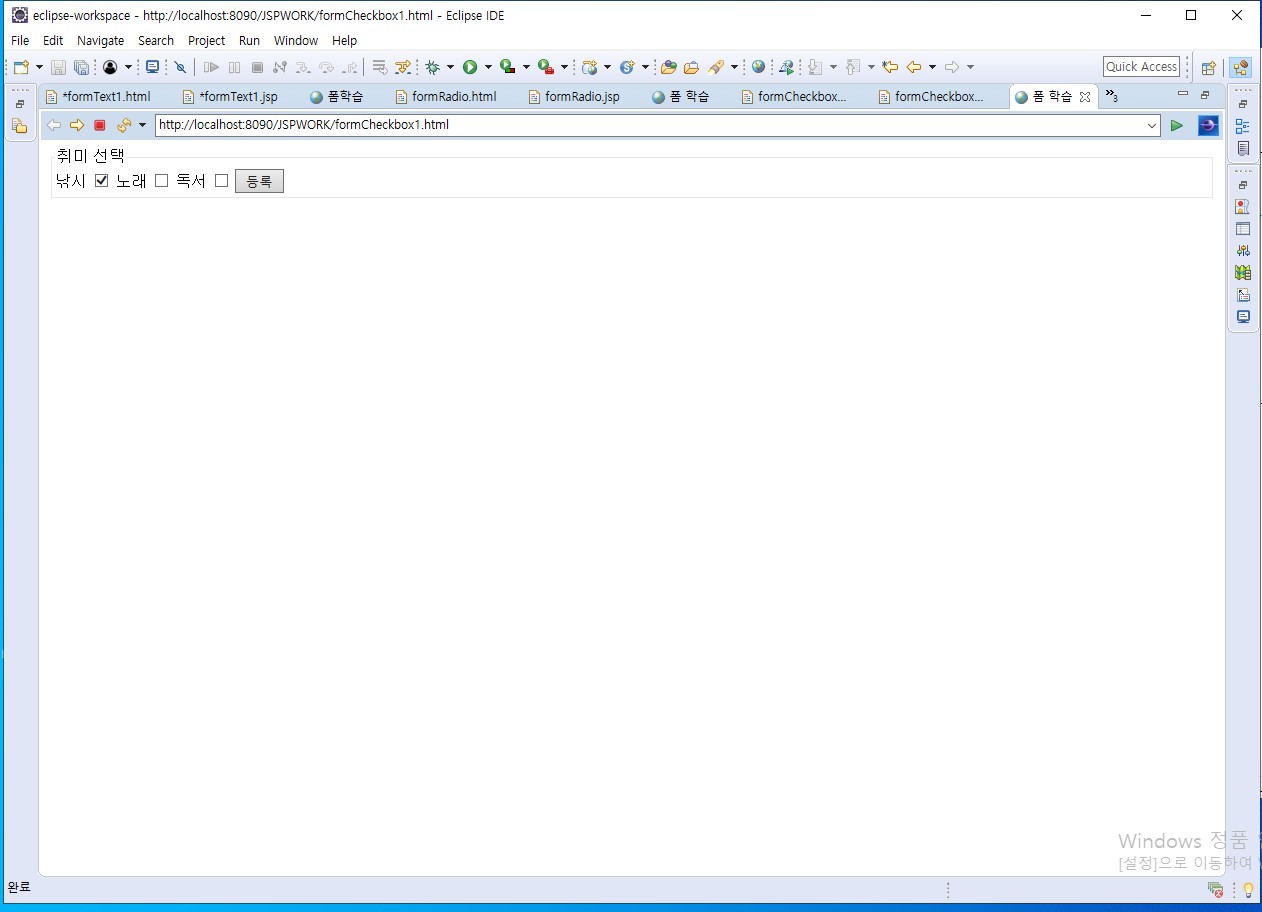 eclipse-workspace - http://localhost:8090/JSPWORK/formCheckbox1.html - Eclipse IDE
File Edit Navigate Search Project Run Window Help
Quick Access
*formText1.html *formText1.jsp 폼학습 formRadio.html formRadio.jsp 폼 학습 formCheckbox... formCheckbox... 폼 학습 »3
http://localhost:8090/JSPWORK/formCheckbox1.html
취미 선택
낚시 노래 독서 등록
Windows 정품
[설정]으로 이동하여
완료